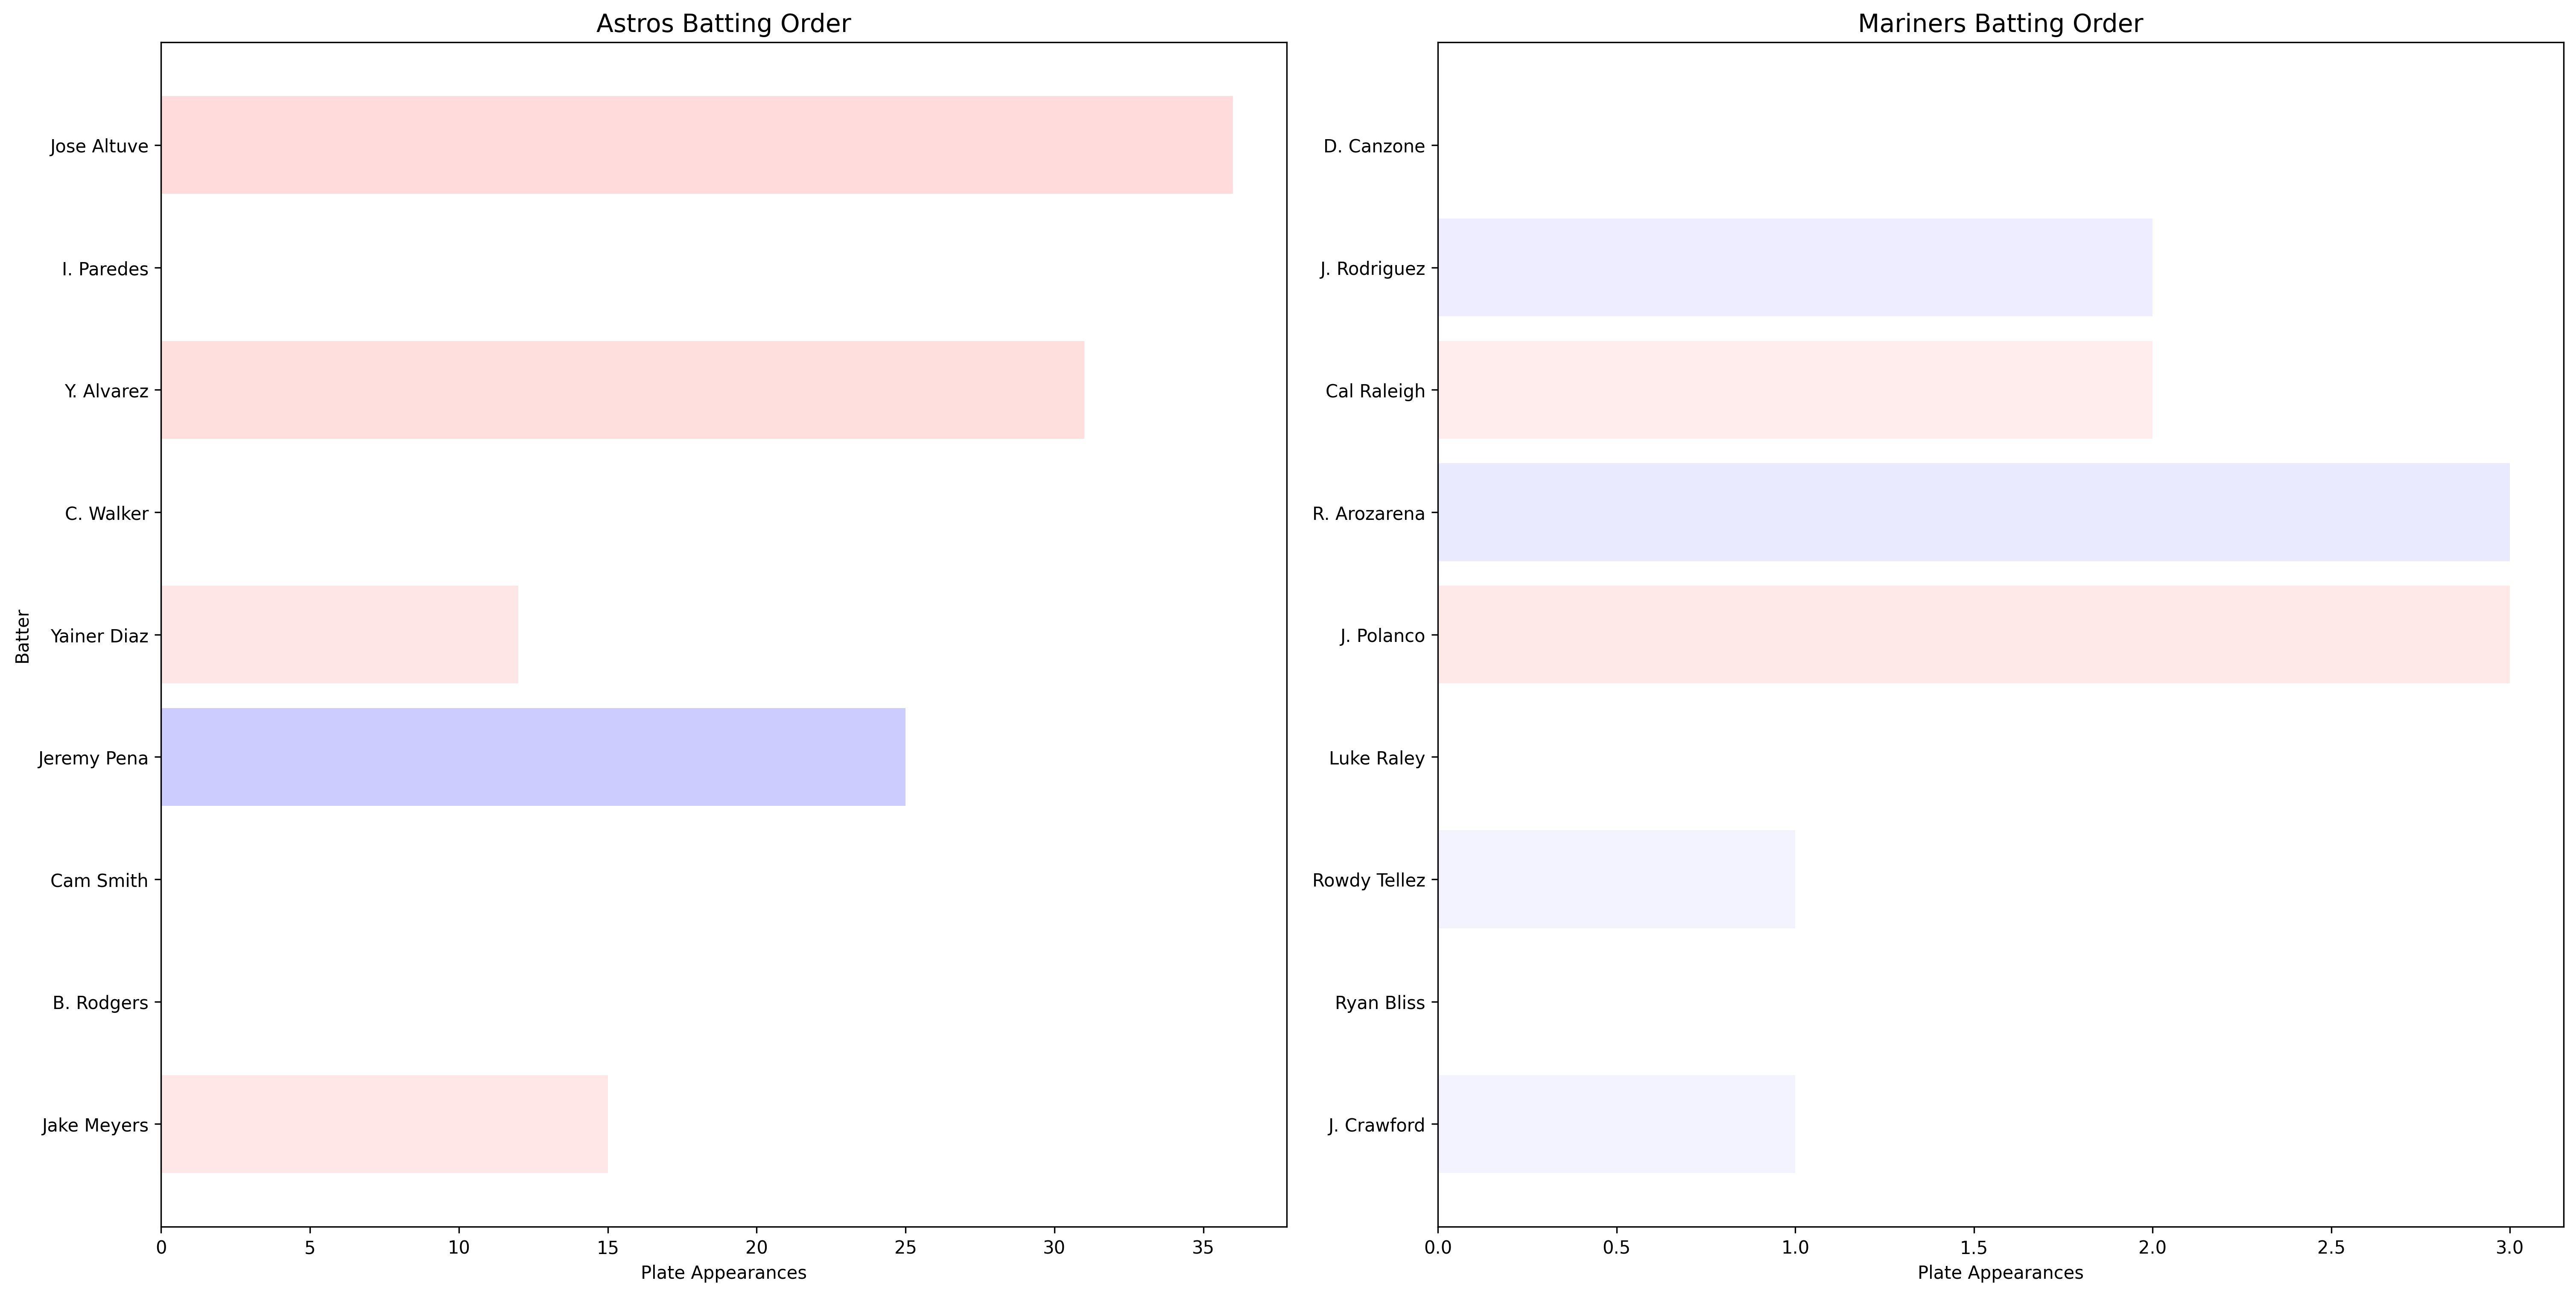 Astros Batting Order
Batter
Jose Altuve
I. Paredes
Y. Alvarez
C. Walker
Yainer Diaz
Jeremy Pena
Cam Smith
B. Rodgers
Jake Meyers
0 5 10 15 20 25 30 35
Plate Appearances
Mariners Batting Order
D. Canzone
J. Rodriguez
Cal Raleigh
R. Arozarena
J. Polanco
Luke Raley
Rowdy Tellez
Ryan Bliss
J. Crawford
0.0 0.5 1.0 1.5 2.0 2.5 3.0
Plate Appearances